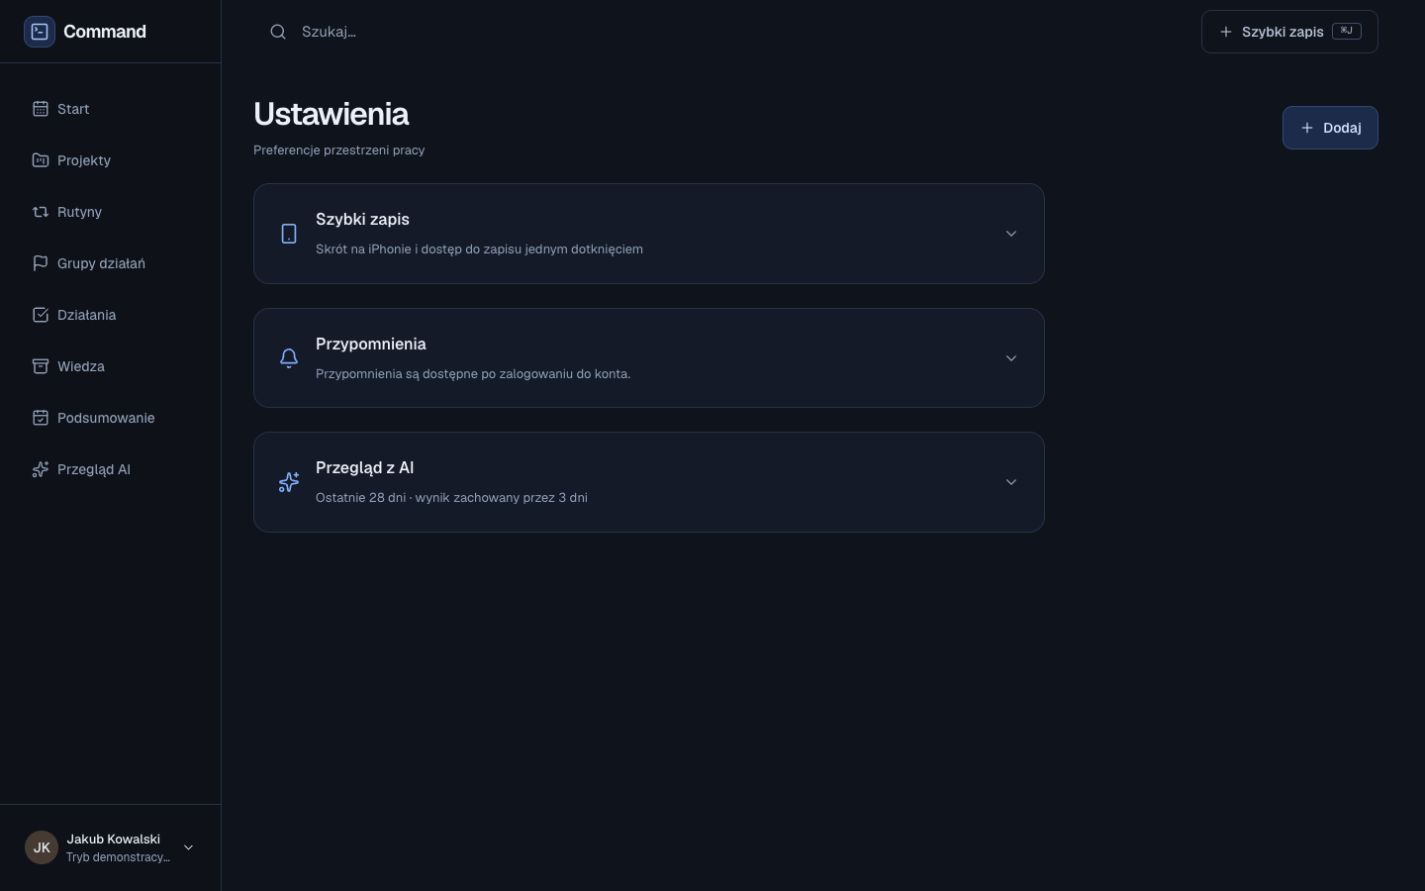 Command
Szukaj...
Szybki zapis ⌘J
Start
Projekty
Rutyny
Grupy działań
Działania
Wiedza
Podsumowanie
Przegląd AI
Ustawienia
Preferencje przestrzeni pracy
Dodaj
Szybki zapis
Skrót na iPhonie i dostęp do zapisu jednym dotknięciem
Przypomnienia
Przypomnienia są dostępne po zalogowaniu do konta.
Przegląd z AI
Ostatnie 28 dni · wynik zachowany przez 3 dni
JK
Jakub Kowalski
Tryb demonstracy...